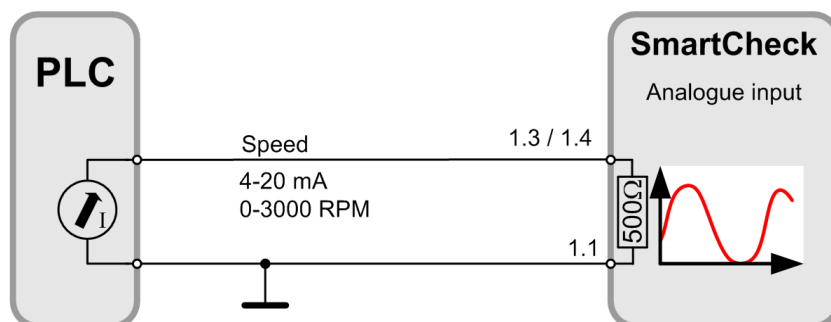 PLC
SmartCheck
Analogue input
Speed
1.3 / 1.4
4-20 mA
0-3000 RPM
I
500Ω
1.1